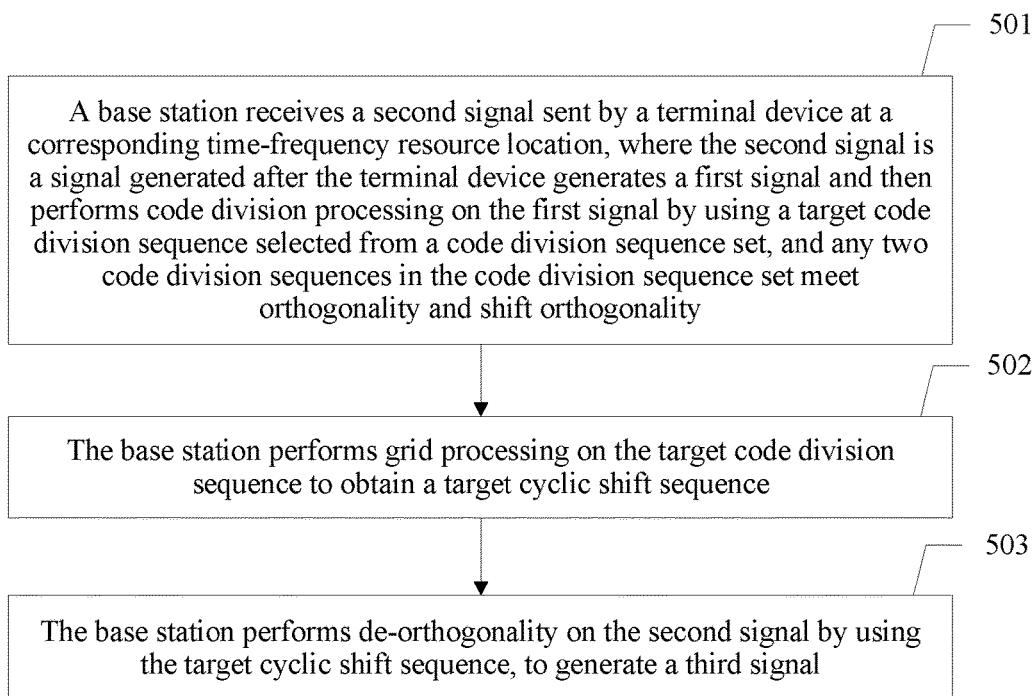 501
A base station receives a second signal sent by a terminal device at a
corresponding time-frequency resource location, where the second signal is
a signal generated after the terminal device generates a first signal and then
performs code division processing on the first signal by using a target code
division sequence selected from a code division sequence set, and any two
code division sequences in the code division sequence set meet
orthogonality and shift orthogonality
502
The base station performs grid processing on the target code division
sequence to obtain a target cyclic shift sequence
503
The base station performs de-orthogonality on the second signal by using
the target cyclic shift sequence, to generate a third signal